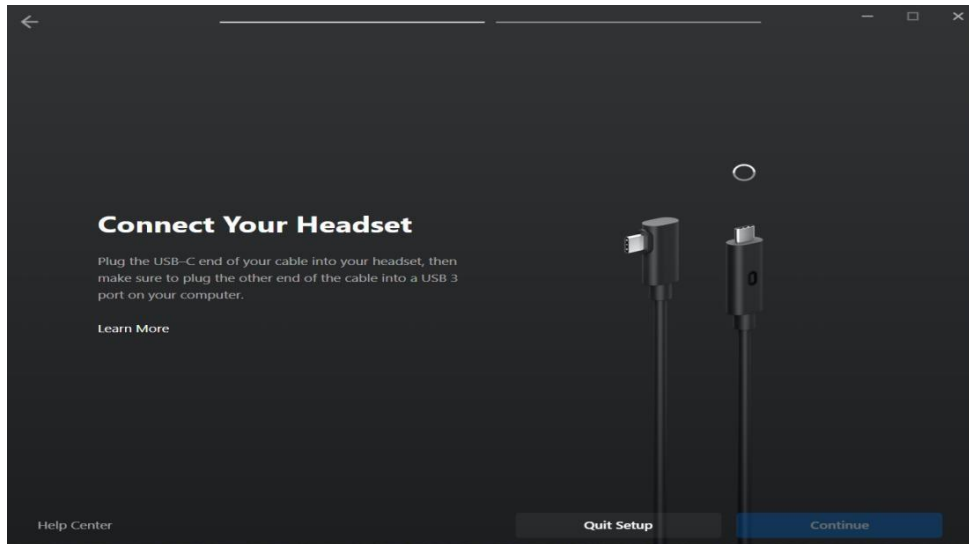 Connect Your Headset
Plug the USB-C end of your cable into your headset, then
make sure to plug the other end of the cable into a USB 3
port on your computer.
Learn More
Help Center
Quit Setup
Continue